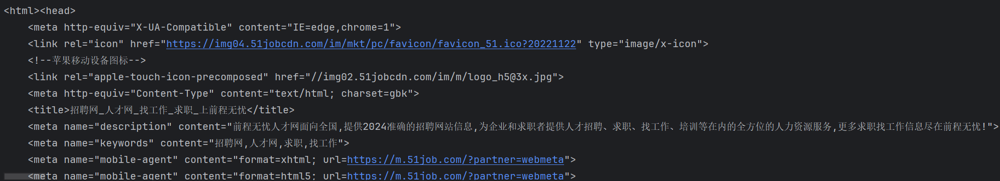 <html><head>
<meta http-equiv="X-UA-Compatible" content="IE=edge,chrome=1">
<link rel="icon" href="https://img04.51jobcdn.com/im/mkt/pc/favicon/favicon_51.ico?20221122" type="image/x-icon">
<!--苹果移动设备图标-->
<link rel="apple-touch-icon-precomposed" href="//img02.51jobcdn.com/im/m/logo_h5@3x.jpg">
<meta http-equiv="Content-Type" content="text/html; charset=gbk">
<title>招聘网_人才网_找工作_求职_上前程无忧</title>
<meta name="description" content="前程无忧人才网面向全国,提供2024准确的招聘网站信息,为企业和求职者提供人才招聘、求职、找工作、培训等在内的全方位的人力资源服务,更多求职找工作信息尽在前程无忧!">
<meta name="keywords" content="招聘网,人才网,求职,找工作">
<meta name="mobile-agent" content="format=xhtml; url=https://m.51job.com/?partner=webmeta">
<meta name="mobile-agent" content="format=html5; url=https://m.51job.com/?partner=webmeta">